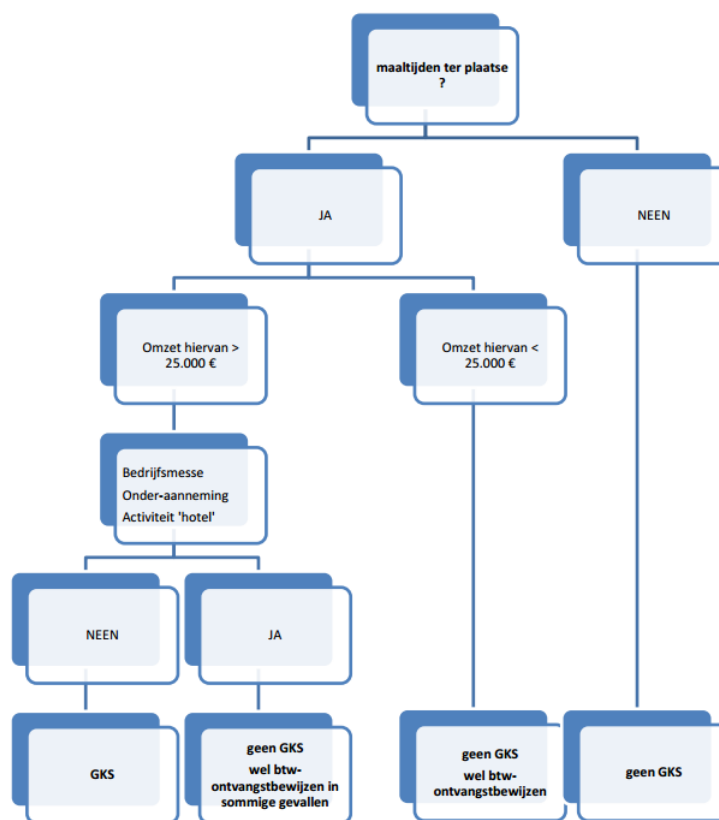 maaltijden ter plaatse
?
JA
NEEN
Omzet hiervan >
25.000 €
Omzet hiervan <
25.000 €
Bedrijfsmesse
Onder-aanneming
Activiteit 'hotel'
NEEN
JA
GKS
geen GKS
wel btw-
ontvangstbewijzen in
sommige gevallen
geen GKS
wel btw-
ontvangstbewijzen
geen GKS